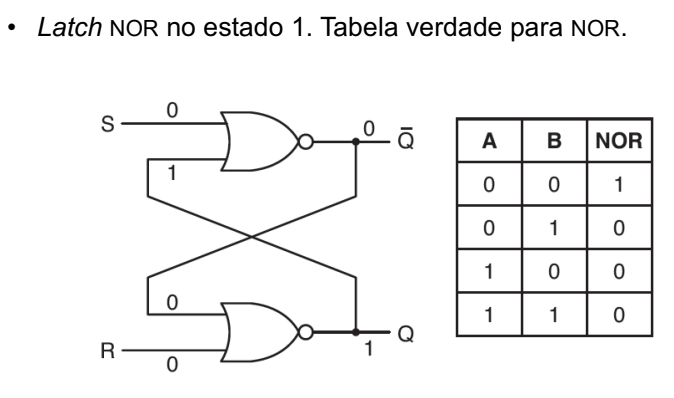 • Latch NOR no estado 1. Tabela verdade para NOR.
S 0 0 Q̄
1
0
R 0 1 Q
A B NOR
0 0 1
0 1 0
1 0 0
1 1 0